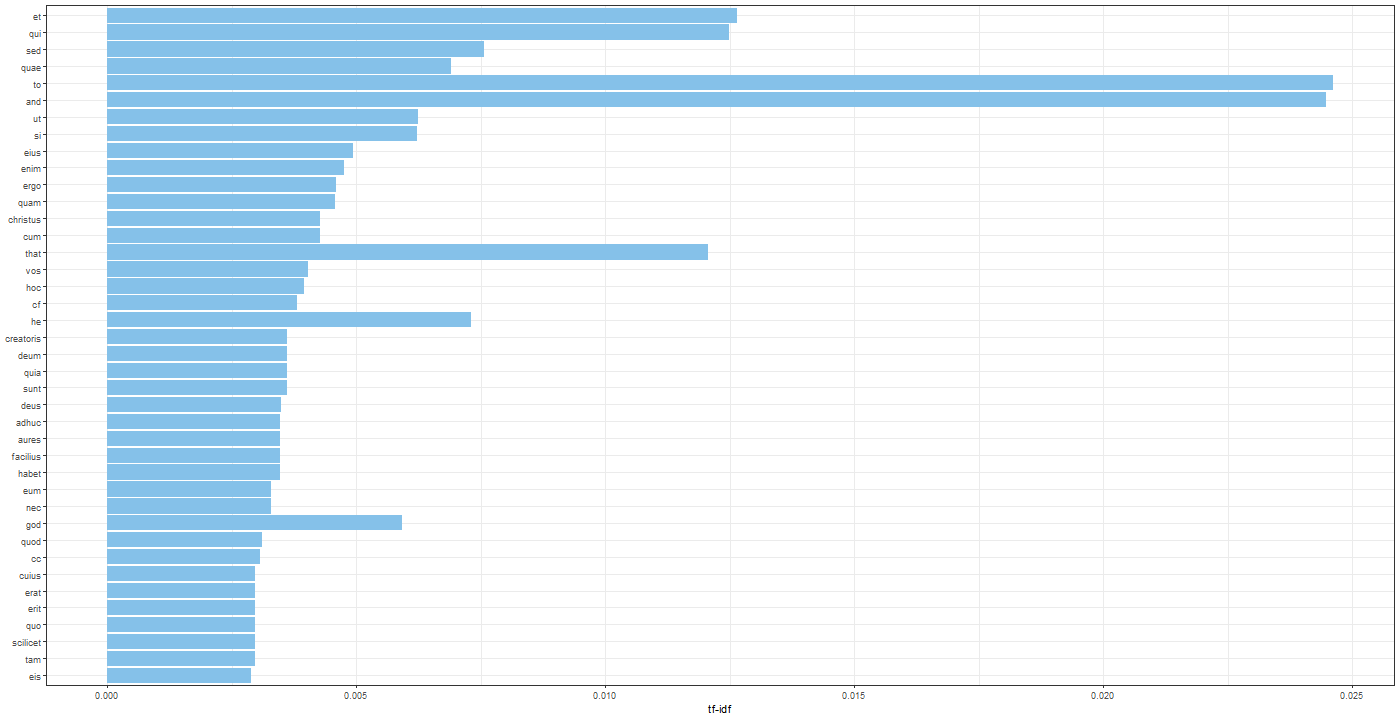 et
qui
sed
quae
to
and
ut
si
eius
enim
ergo
quam
christus
cum
that
vos
hoc
cf
he
creatoris
deum
quia
sunt
deus
adhuc
aures
facilius
habet
eum
nec
god
quod
cc
cuius
erat
erit
quo
scilicet
tam
eis
0.000 0.005 0.010 0.015 0.020 0.025
tf-idf